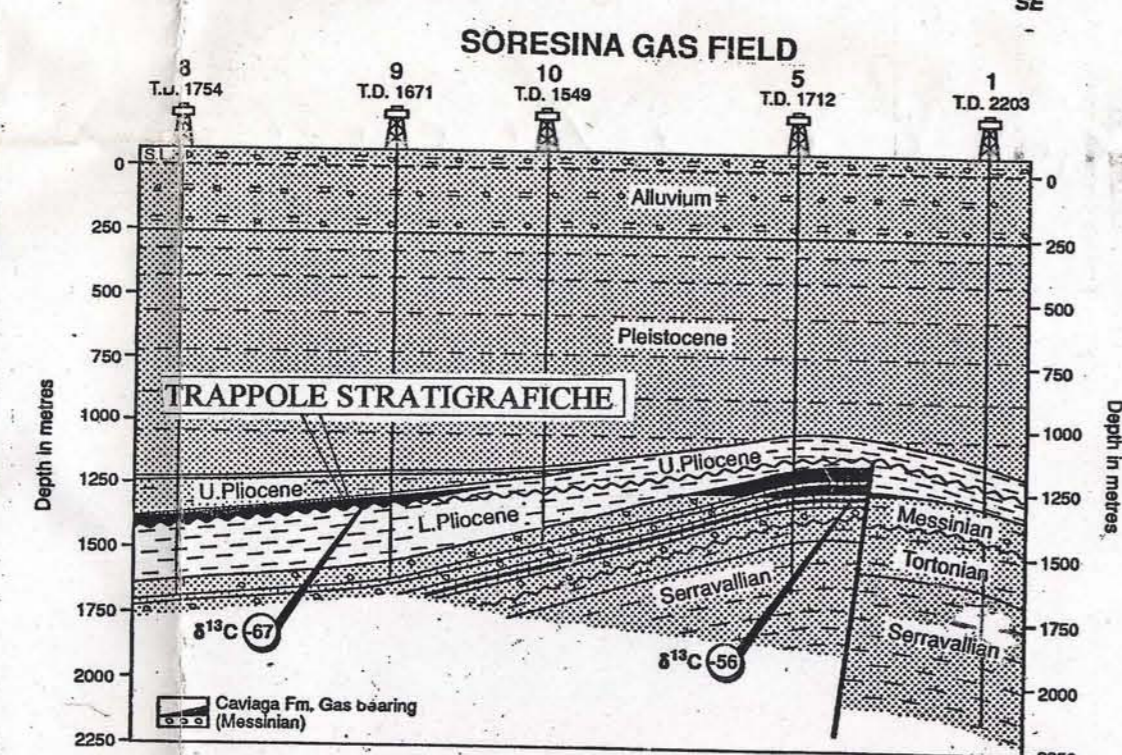 SE
SORESINA GAS FIELD
8 9 10 5 1
T.D. 1754 T.D. 1671 T.D. 1549 T.D. 1712 T.D. 2203
S.L.
0 0
Alluvium
250 250
500 500
Pleistocene
750 750
TRAPPOLE STRATIGRAFICHE
1000 1000
Depth in metres Depth in metres
U.Pliocene
1250 U.Pliocene 1250
L.Pliocene Messinian
1500 1500
Tortonian
Serravallian
1750 1750
δ¹³C -67 Serravallian
δ¹³C -56
2000 2000
Caviaga Fm, Gas bearing
(Messinian)
2250